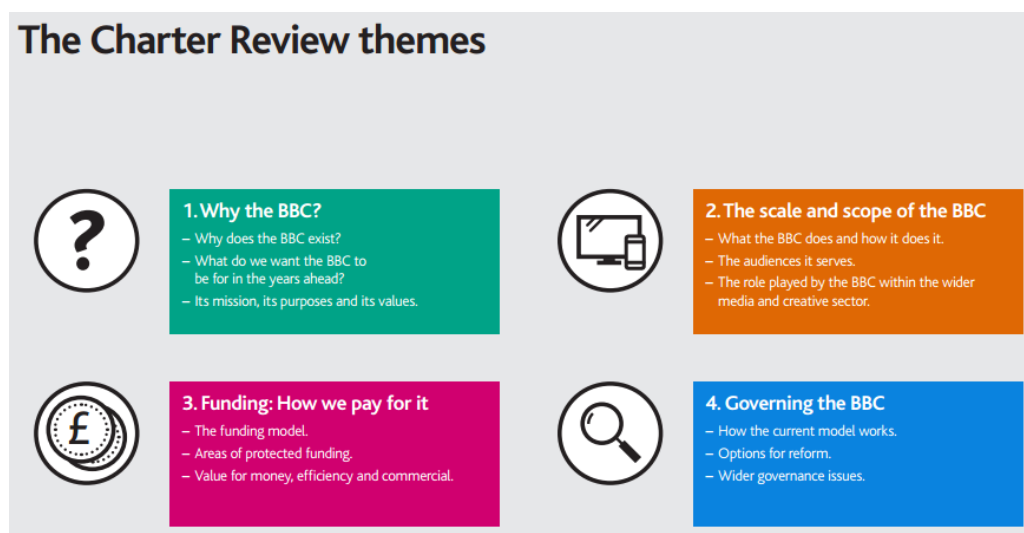 The Charter Review themes
?
1. Why the BBC?
– Why does the BBC exist?
– What do we want the BBC to
be for in the years ahead?
– Its mission, its purposes and its values.
2. The scale and scope of the BBC
– What the BBC does and how it does it.
– The audiences it serves.
– The role played by the BBC within the wider
media and creative sector.
£
3. Funding: How we pay for it
– The funding model.
– Areas of protected funding.
– Value for money, efficiency and commercial.
4. Governing the BBC
– How the current model works.
– Options for reform.
– Wider governance issues.